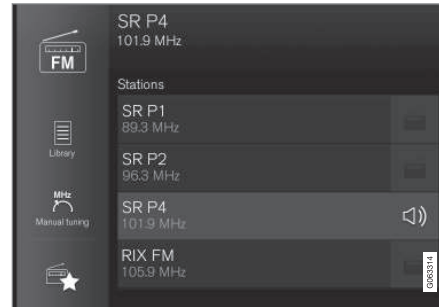 SR P4
101.9 MHz
FM
Stations
SR P1
89.3 MHz
Library
SR P2
96.3 MHz
MHz
Manual tuning
SR P4
101.9 MHz
RIX FM
105.9 MHz
G063314